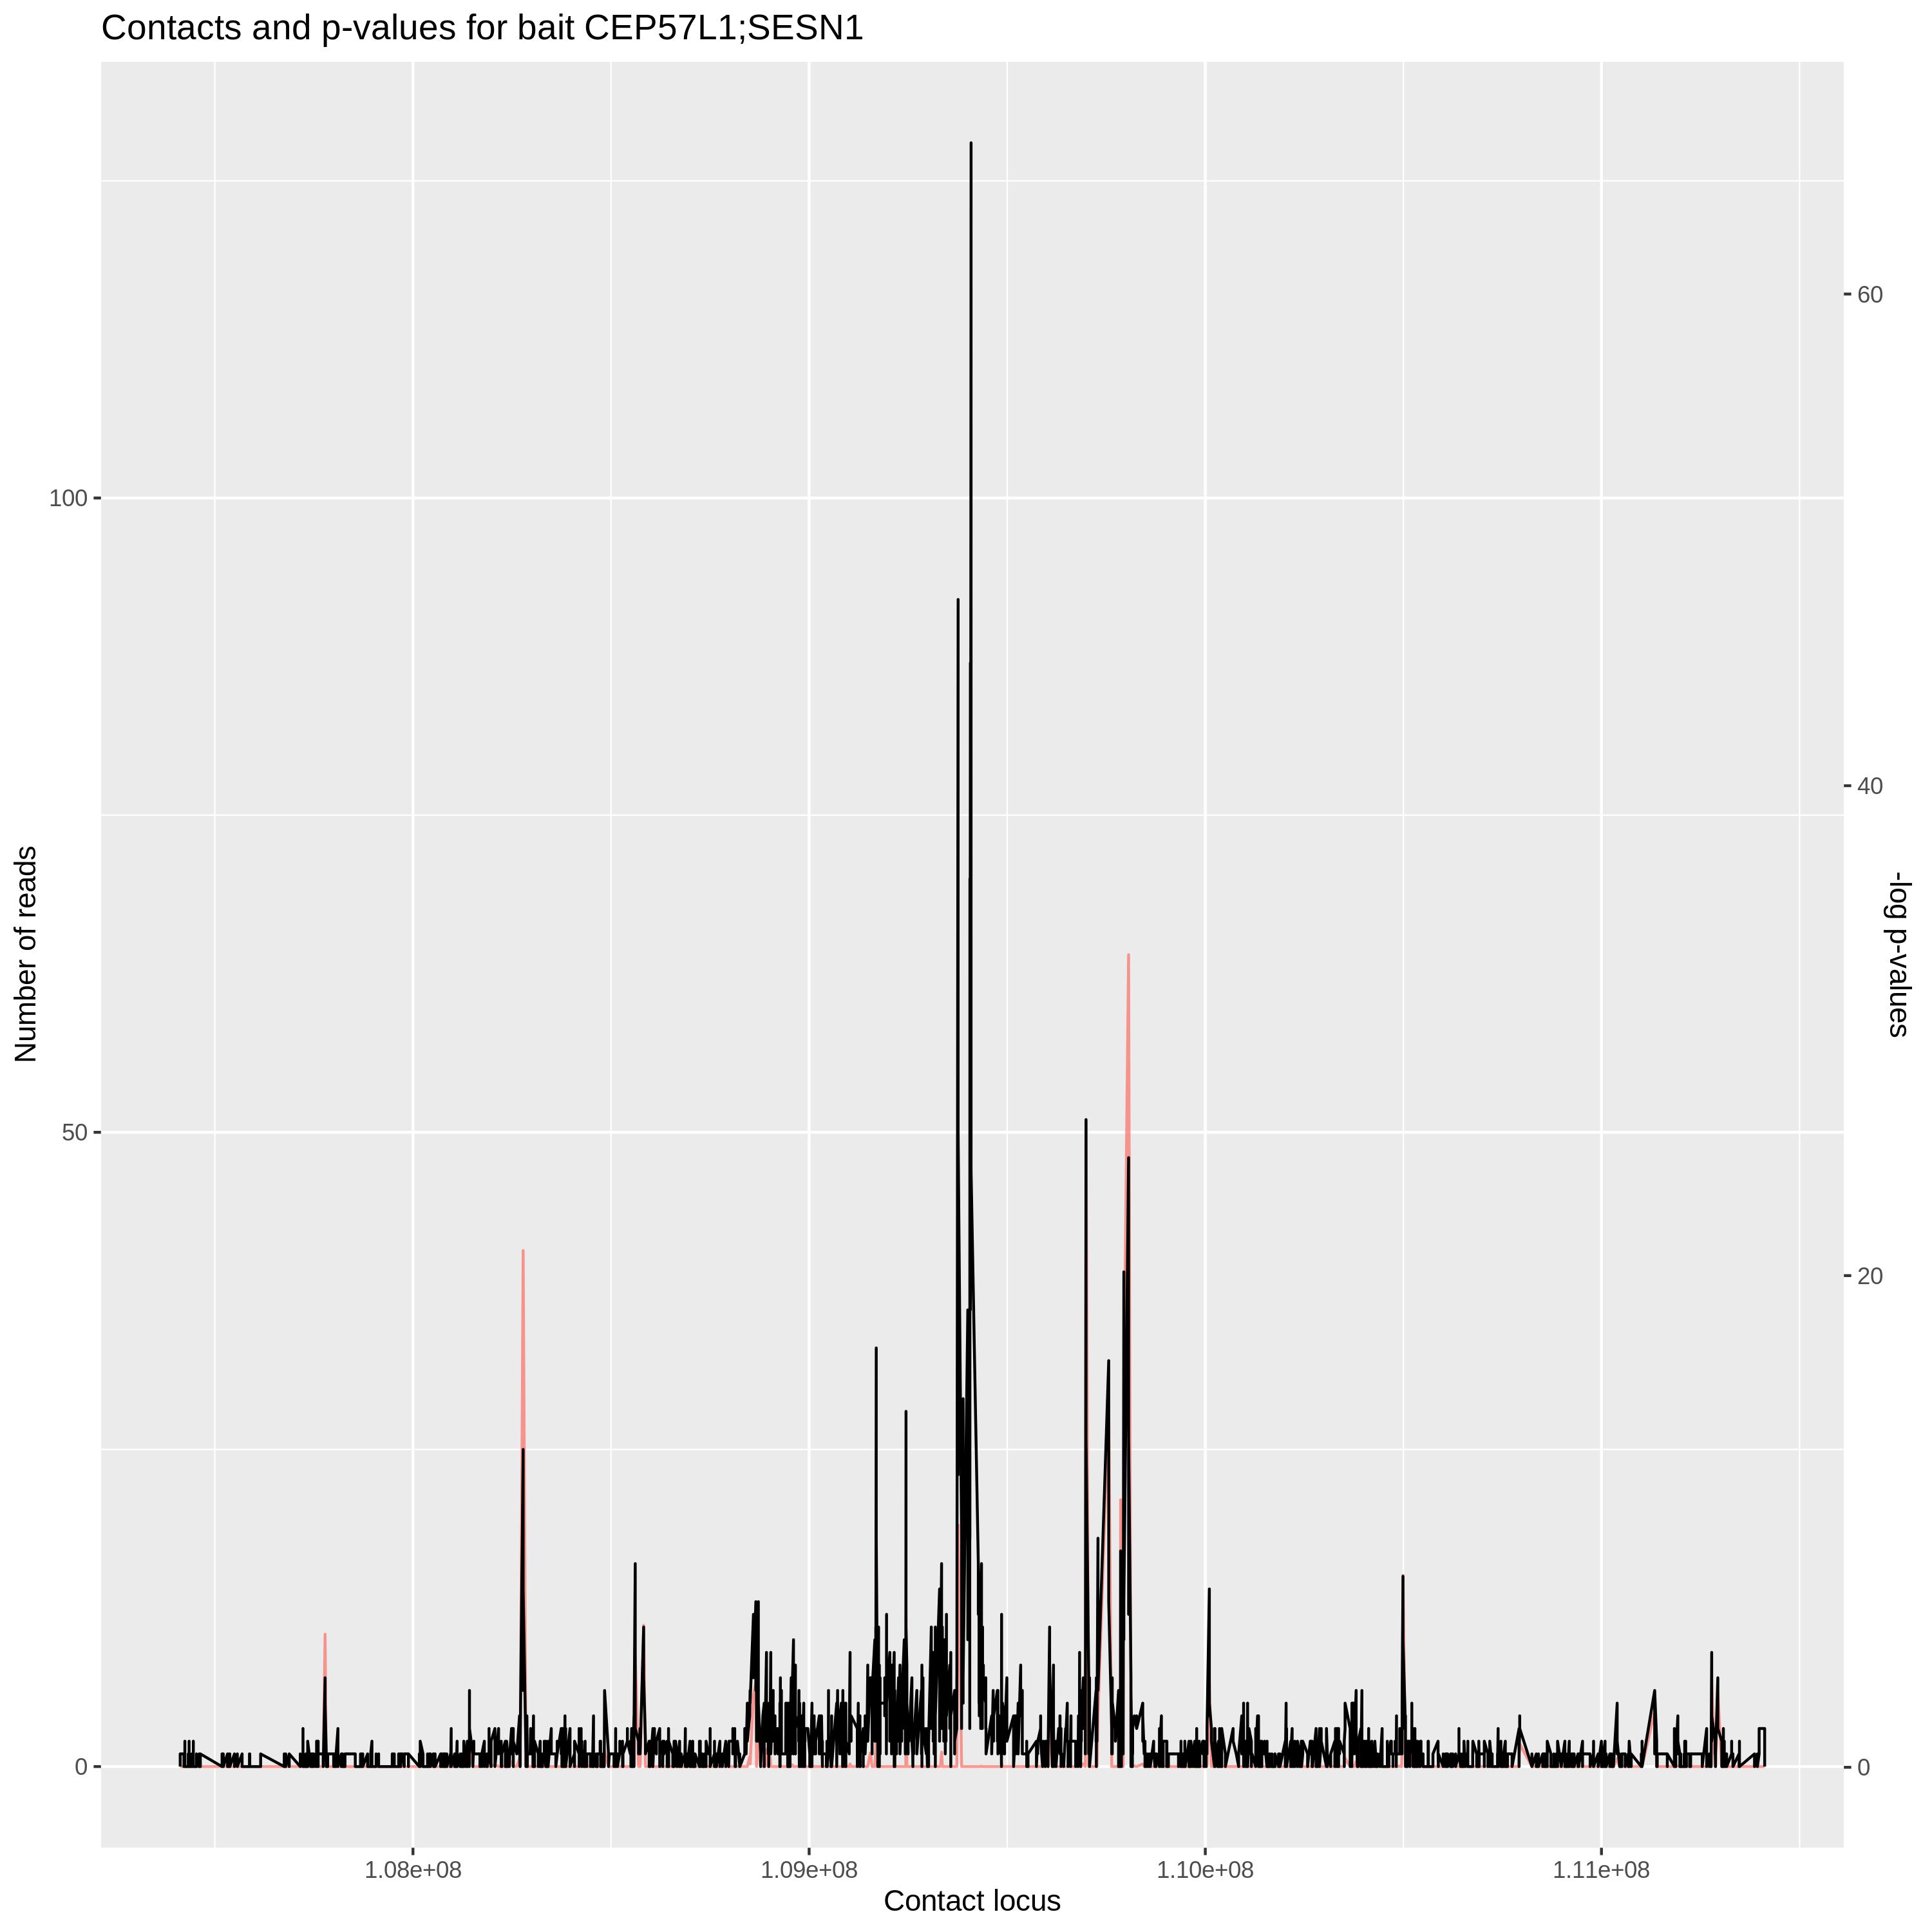 Contacts and p-values for bait CEP57L1;SESN1
Number of reads
100
50
0
60
40
20
0
-log p-values
1.08e+08 1.09e+08 1.10e+08 1.11e+08
Contact locus